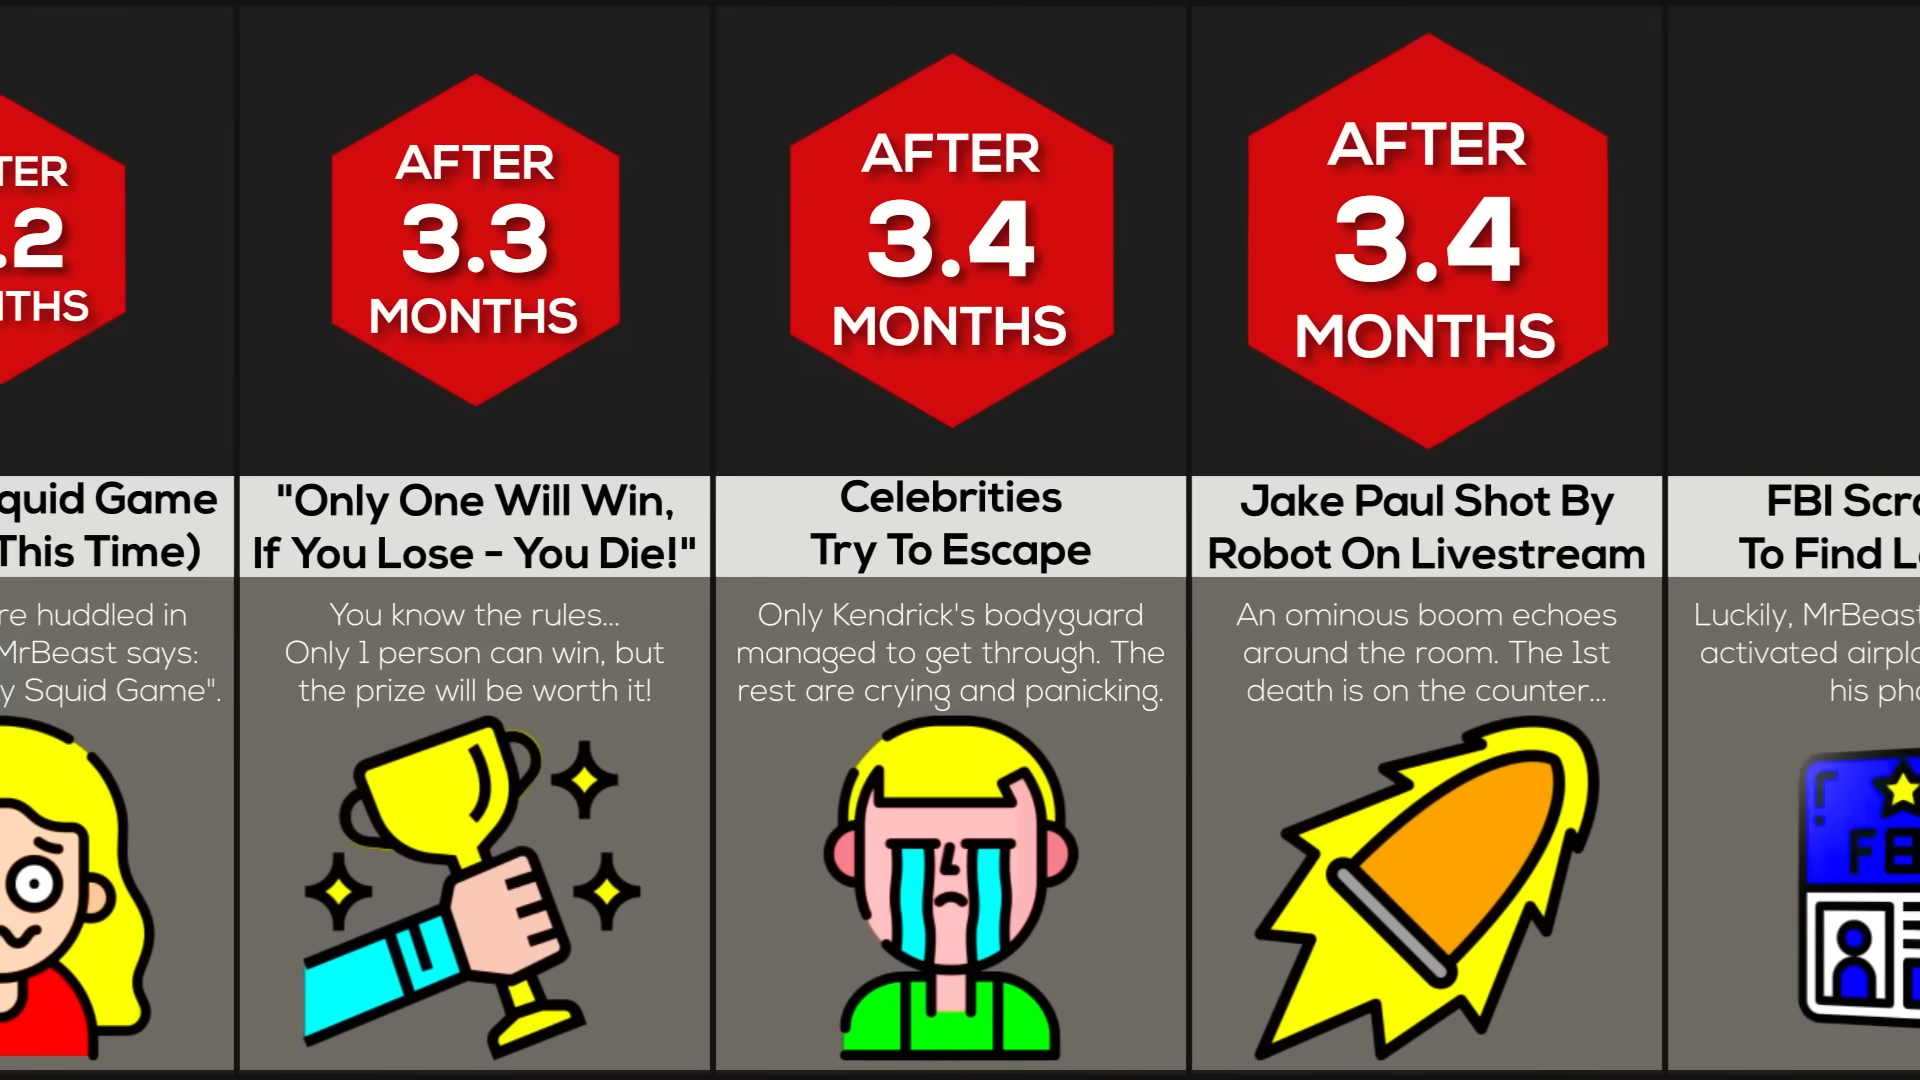 TER
.2
NTHS
quid Game
This Time)
re huddled in
MrBeast says:
y Squid Game".
AFTER
3.3
MONTHS
"Only One Will Win,
If You Lose - You Die!"
You know the rules...
Only 1 person can win, but
the prize will be worth it!
AFTER
3.4
MONTHS
Celebrities
Try To Escape
Only Kendrick's bodyguard
managed to get through. The
rest are crying and panicking.
AFTER
3.4
MONTHS
Jake Paul Shot By
Robot On Livestream
An ominous boom echoes
around the room. The 1st
death is on the counter...
FBI Scr
To Find L
Luckily, MrBeast
activated airpl
his ph
FB